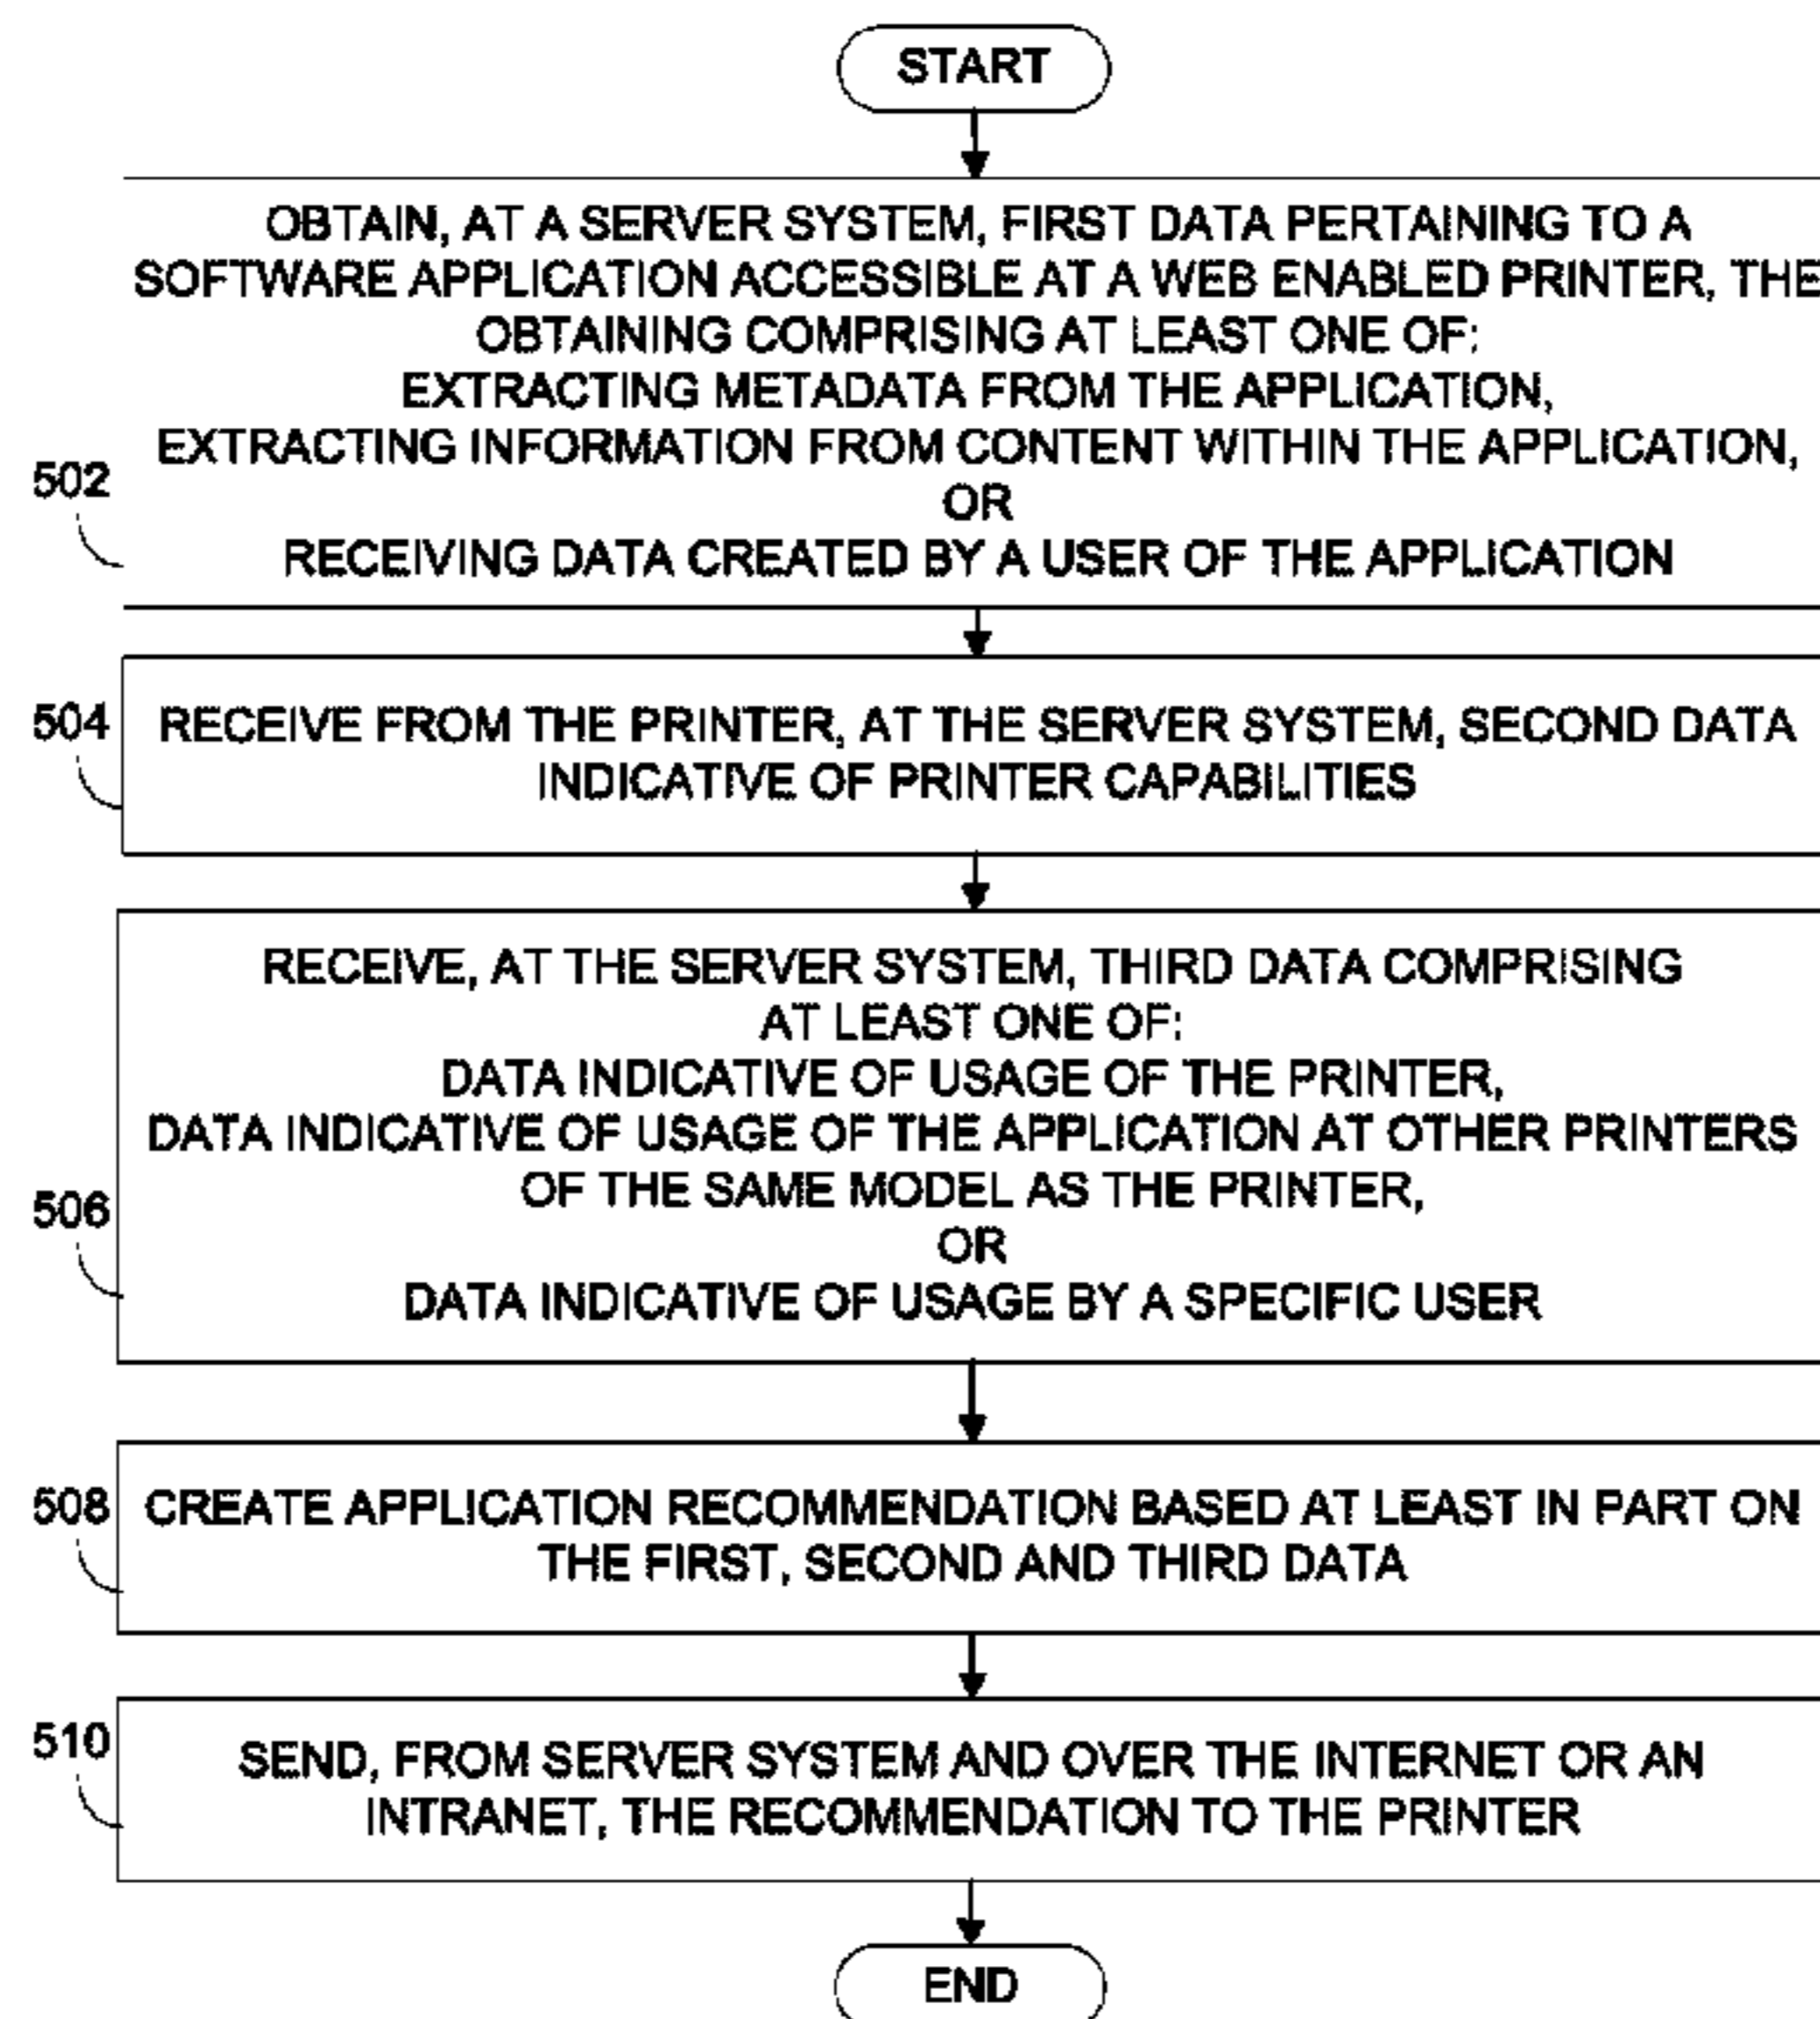 START
OBTAIN, AT A SERVER SYSTEM, FIRST DATA PERTAINING TO A
SOFTWARE APPLICATION ACCESSIBLE AT A WEB ENABLED PRINTER, THE
OBTAINING COMPRISING AT LEAST ONE OF:
EXTRACTING METADATA FROM THE APPLICATION,
EXTRACTING INFORMATION FROM CONTENT WITHIN THE APPLICATION,
OR
RECEIVING DATA CREATED BY A USER OF THE APPLICATION
502
RECEIVE FROM THE PRINTER, AT THE SERVER SYSTEM, SECOND DATA
INDICATIVE OF PRINTER CAPABILITIES
504
RECEIVE, AT THE SERVER SYSTEM, THIRD DATA COMPRISING
AT LEAST ONE OF:
DATA INDICATIVE OF USAGE OF THE PRINTER,
DATA INDICATIVE OF USAGE OF THE APPLICATION AT OTHER PRINTERS
OF THE SAME MODEL AS THE PRINTER,
OR
DATA INDICATIVE OF USAGE BY A SPECIFIC USER
506
CREATE APPLICATION RECOMMENDATION BASED AT LEAST IN PART ON
THE FIRST, SECOND AND THIRD DATA
508
SEND, FROM SERVER SYSTEM AND OVER THE INTERNET OR AN
INTRANET, THE RECOMMENDATION TO THE PRINTER
510
END